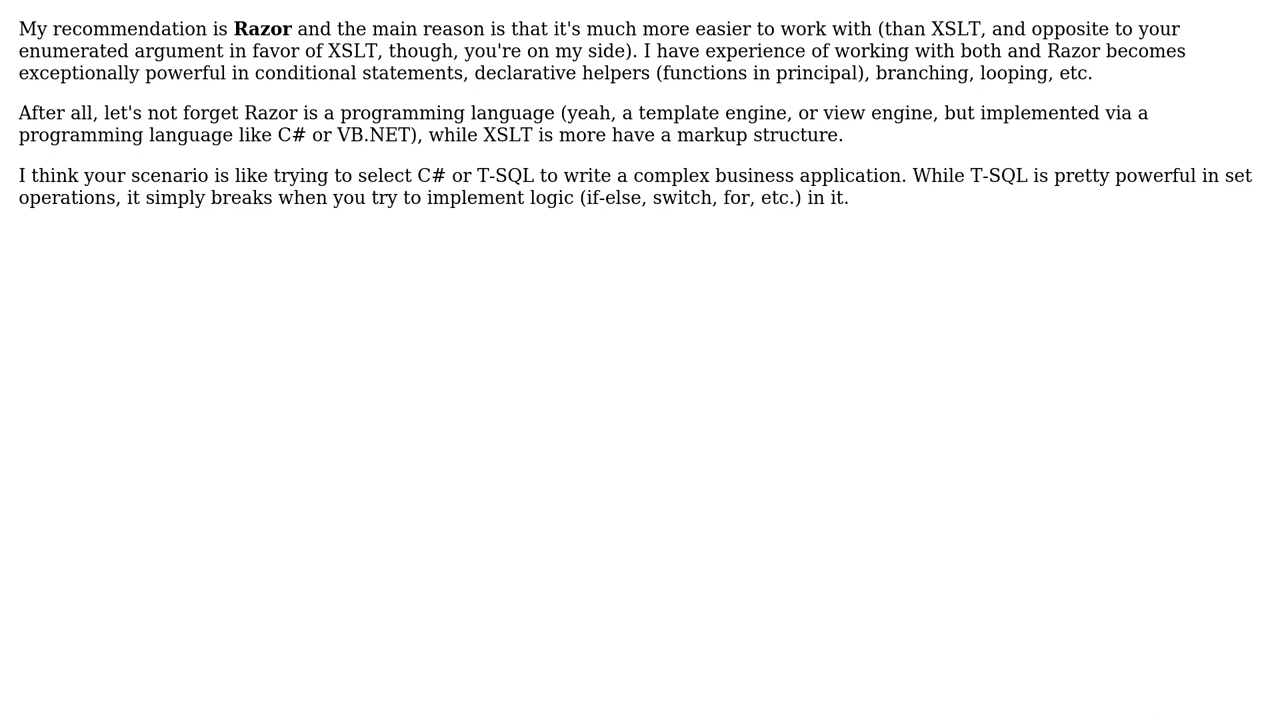 My recommendation is Razor and the main reason is that it's much more easier to work with (than XSLT, and opposite to your
enumerated argument in favor of XSLT, though, you're on my side). I have experience of working with both and Razor becomes
exceptionally powerful in conditional statements, declarative helpers (functions in principal), branching, looping, etc.
After all, let's not forget Razor is a programming language (yeah, a template engine, or view engine, but implemented via a
programming language like C# or VB.NET), while XSLT is more have a markup structure.
I think your scenario is like trying to select C# or T-SQL to write a complex business application. While T-SQL is pretty powerful in set
operations, it simply breaks when you try to implement logic (if-else, switch, for, etc.) in it.